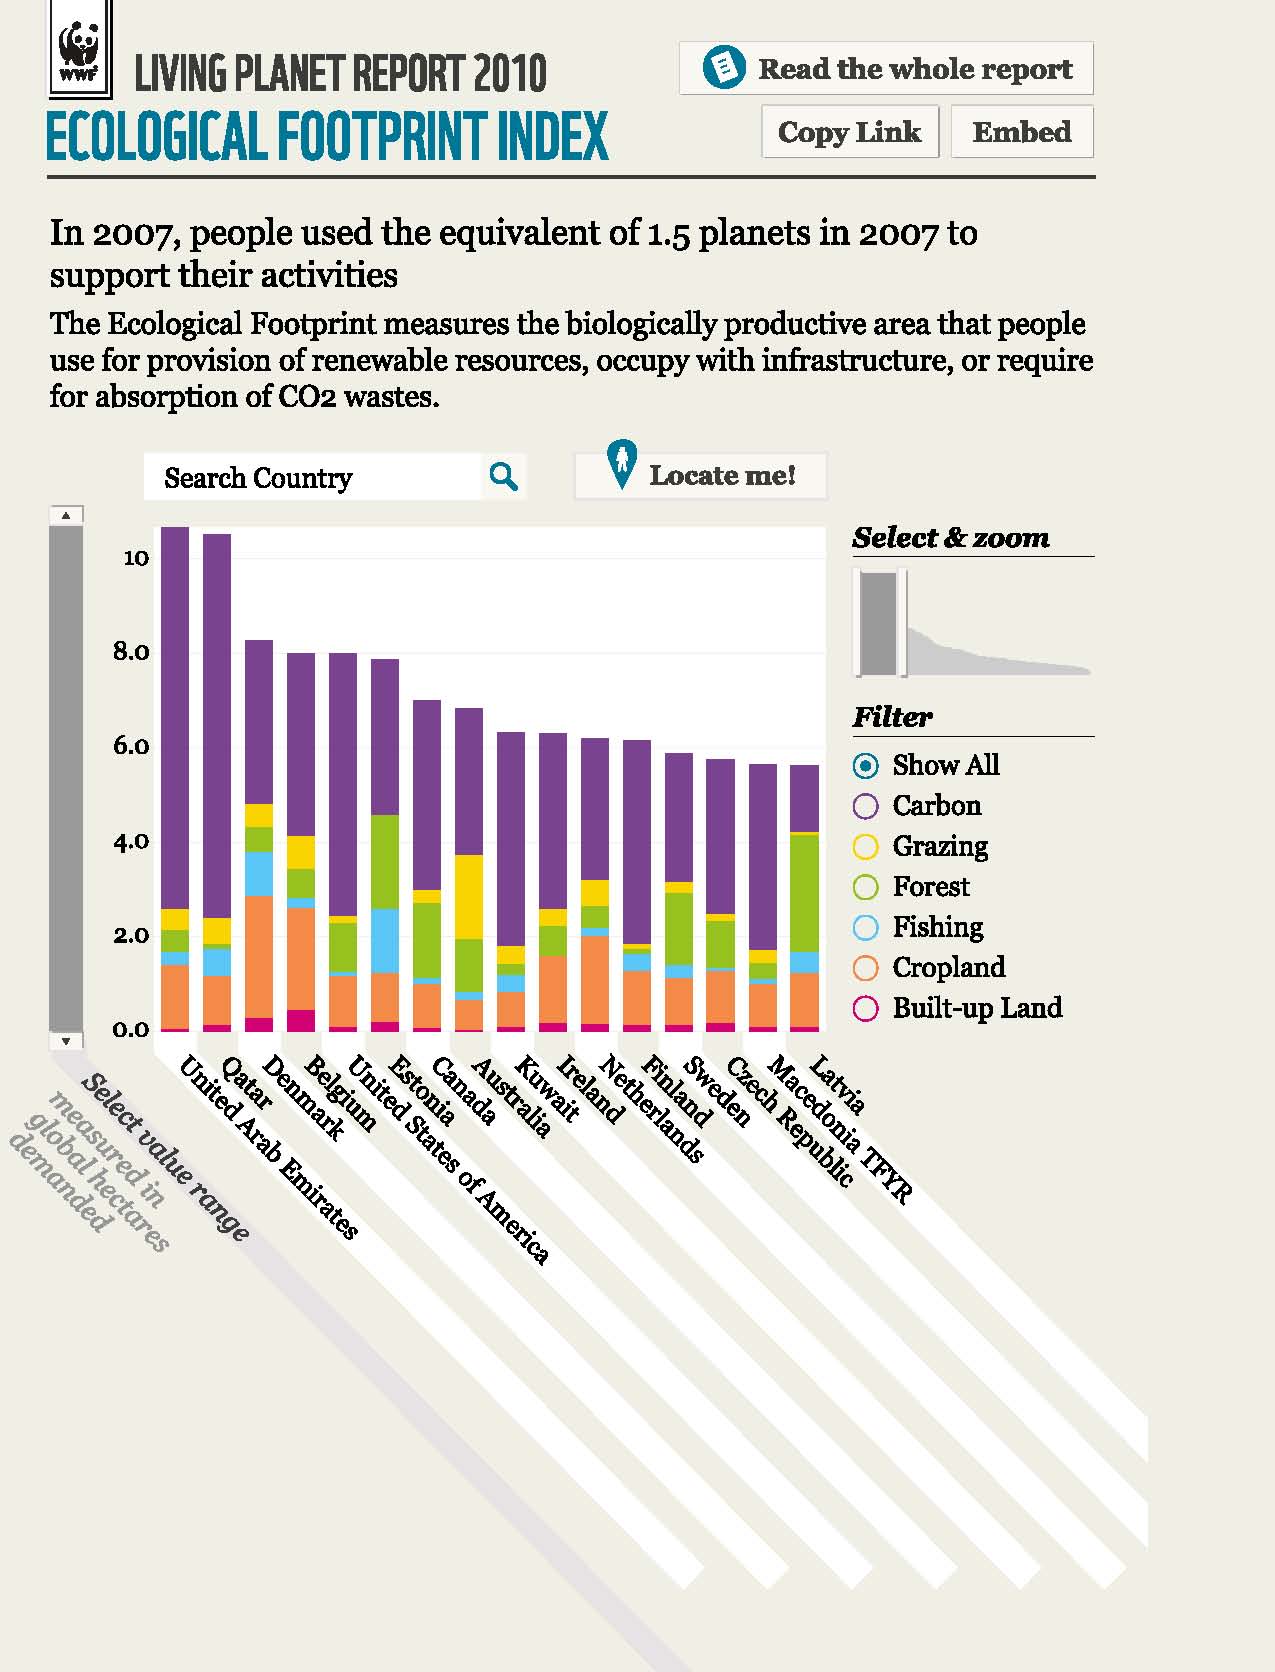 WWF
LIVING PLANET REPORT 2010
ECOLOGICAL FOOTPRINT INDEX
Read the whole report
Copy Link
Embed
In 2007, people used the equivalent of 1.5 planets in 2007 to
support their activities
The Ecological Footprint measures the biologically productive area that people
use for provision of renewable resources, occupy with infrastructure, or require
for absorption of CO2 wastes.
Search Country
Locate me!
10
8.0
6.0
4.0
2.0
0.0
Select & zoom
Filter
Show All
Carbon
Grazing
Forest
Fishing
Cropland
Built-up Land
Select value range
measured in
global hectares
demanded
United Arab Emirates
Qatar
Denmark
Belgium
United States of America
Estonia
Canada
Australia
Kuwait
Ireland
Netherlands
Finland
Sweden
Czech Republic
Macedonia TFYR
Latvia